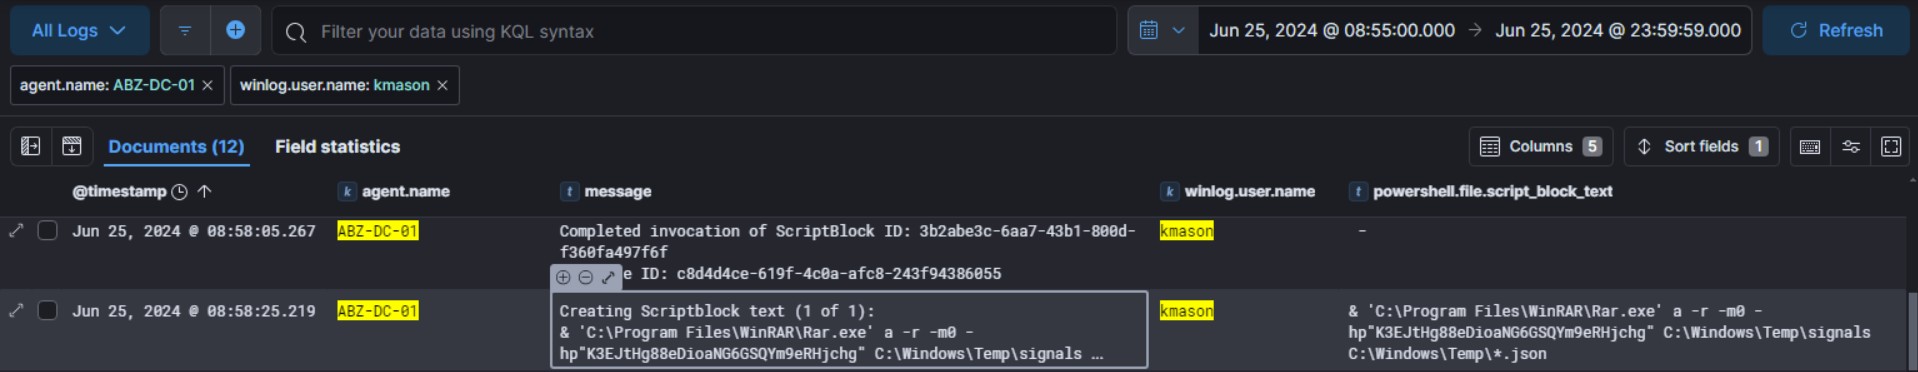 All Logs
Filter your data using KQL syntax
Jun 25, 2024 @ 08:55:00.000 → Jun 25, 2024 @ 23:59:59.000
Refresh
agent.name: ABZ-DC-01 ×
winlog.user.name: kmason ×
Documents (12)
Field statistics
Columns 5
Sort fields 1
@timestamp
k agent.name
t message
k winlog.user.name
t powershell.file.script_block_text
Jun 25, 2024 @ 08:58:05.267
ABZ-DC-01
Completed invocation of ScriptBlock ID: 3b2abe3c-6aa7-43b1-800d-
f360fa497f6f
e ID: c8d4d4ce-619f-4c0a-afc8-243f94386055
kmason
-
Jun 25, 2024 @ 08:58:25.219
ABZ-DC-01
Creating Scriptblock text (1 of 1):
& 'C:\Program Files\WinRAR\Rar.exe' a -r -m0 -
hp"K3EJtHg88eDioaNG6GSQYm9eRHjchg" C:\Windows\Temp\signals ...
kmason
& 'C:\Program Files\WinRAR\Rar.exe' a -r -m0 -
hp"K3EJtHg88eDioaNG6GSQYm9eRHjchg" C:\Windows\Temp\signals
C:\Windows\Temp\*.json